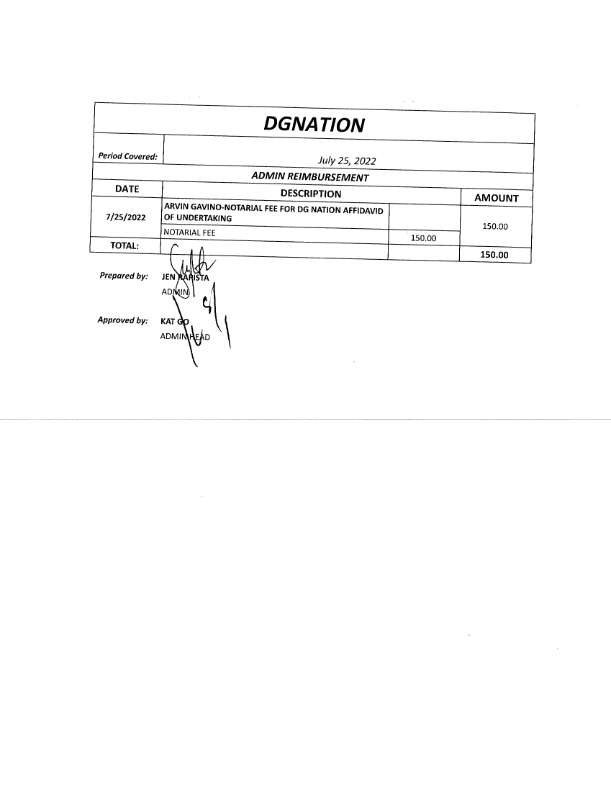 DGNATION
Period Covered: July 25, 2022
ADMIN REIMBURSEMENT
DATE DESCRIPTION AMOUNT
7/25/2022 ARVIN GAVINO-NOTARIAL FEE FOR DG NATION AFFIDAVID
OF UNDERTAKING 150.00
NOTARIAL FEE 150.00
TOTAL: 150.00
Prepared by: JEN
ADMIN
Approved by: KAT GO
ADMIN HEAD